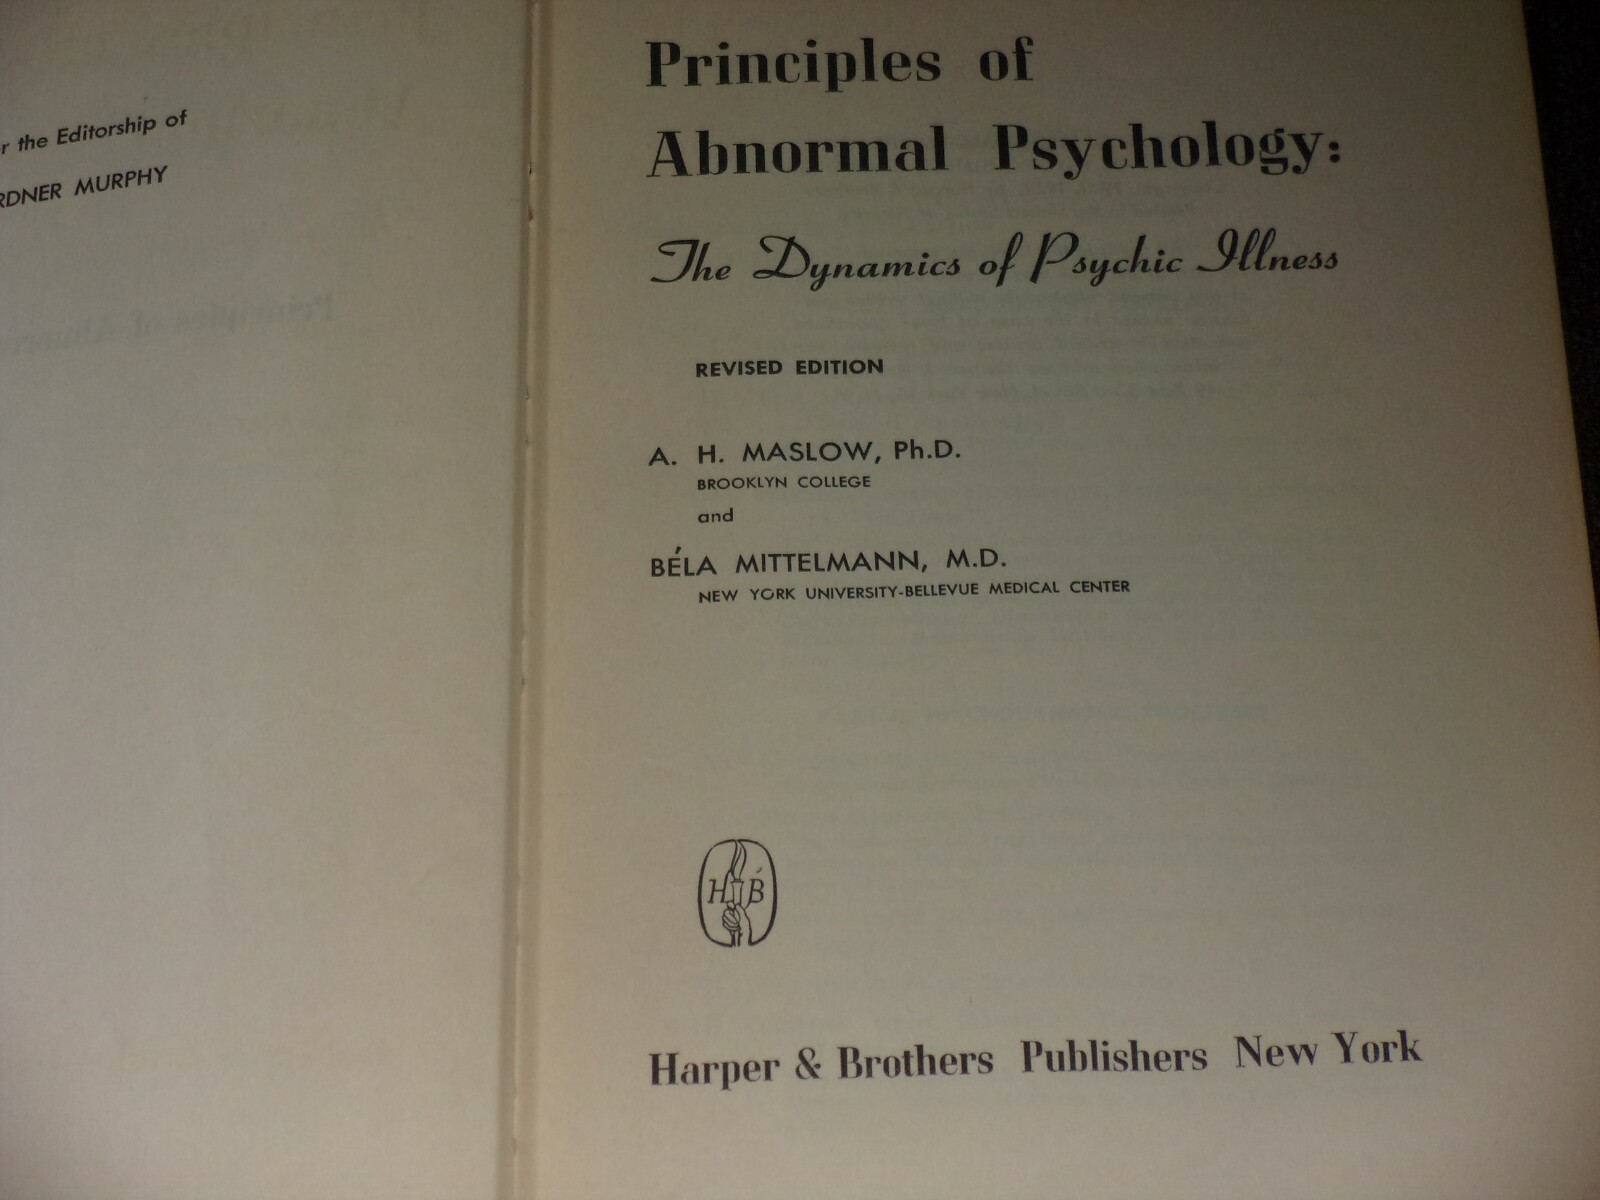 r the Editorship of
RDNER MURPHY
Principles of
Abnormal Psychology:
The Dynamics of Psychic Illness
REVISED EDITION
A. H. MASLOW, Ph.D.
BROOKLYN COLLEGE
and
BÉLA MITTELMANN, M.D.
NEW YORK UNIVERSITY-BELLEVUE MEDICAL CENTER
H B
Harper & Brothers Publishers New York